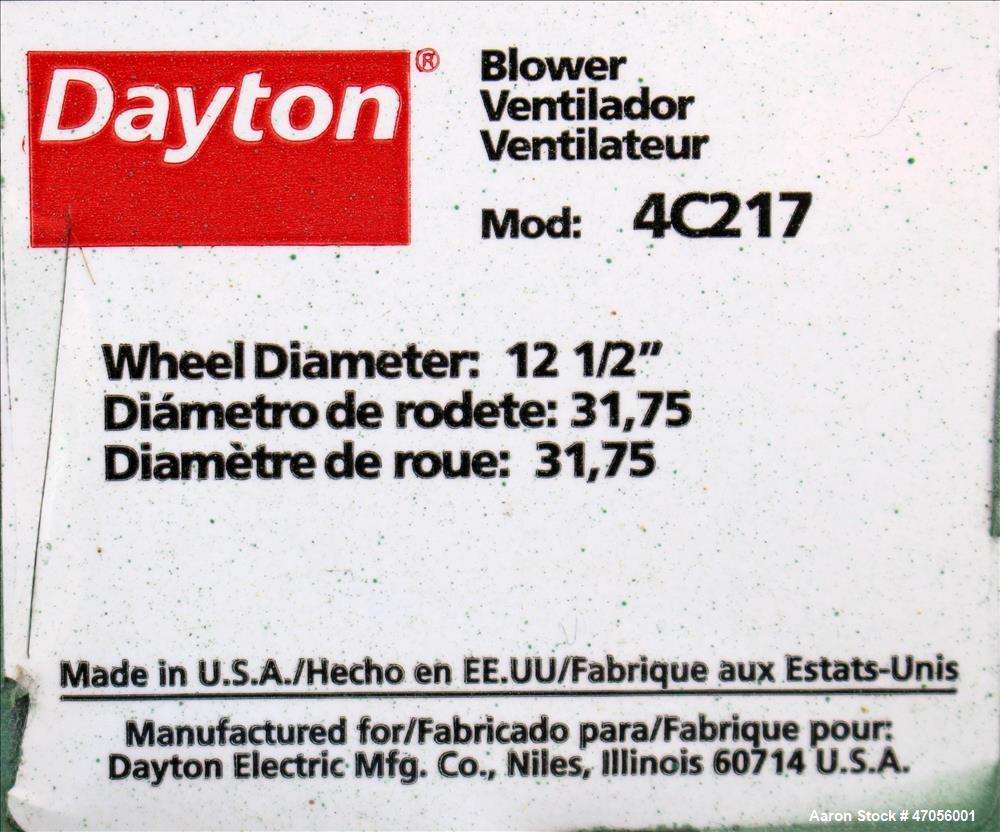 Dayton®
Blower
Ventilador
Ventilateur
Mod: 4C217
Wheel Diameter: 12 1/2"
Diámetro de rodete: 31,75
Diamètre de roue: 31,75
Made in U.S.A./Hecho en EE.UU/Fabrique aux Estats-Unis
Manufactured for/Fabricado para/Fabrique pour:
Dayton Electric Mfg. Co., Niles, Illinois 60714 U.S.A.
Aaron Stock # 47056001